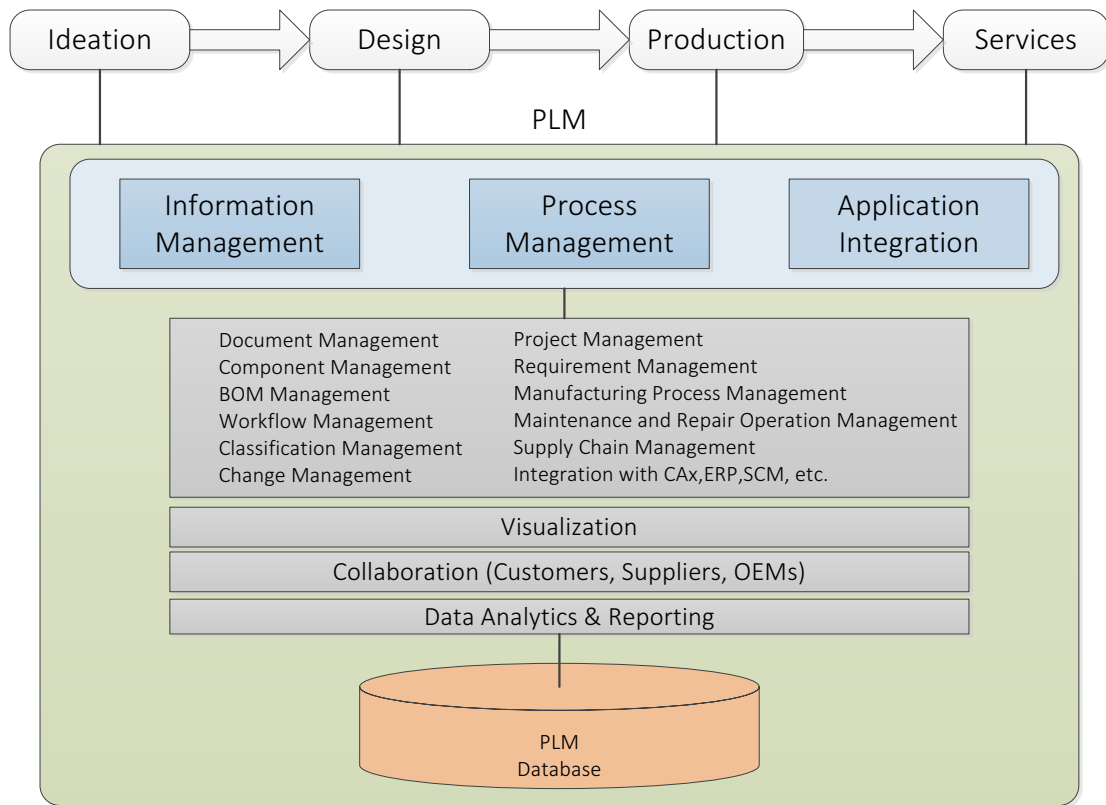 Ideation
Design
Production
Services
PLM
Information
Management
Process
Management
Application
Integration
Document Management
Component Management
BOM Management
Workflow Management
Classification Management
Change Management
Project Management
Requirement Management
Manufacturing Process Management
Maintenance and Repair Operation Management
Supply Chain Management
Integration with CAx,ERP,SCM, etc.
Visualization
Collaboration (Customers, Suppliers, OEMs)
Data Analytics & Reporting
PLM
Database